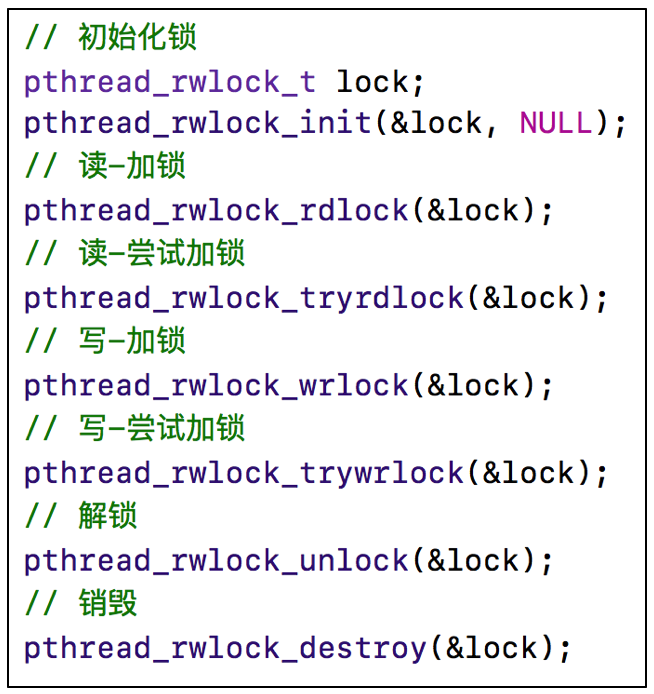 // 初始化锁
pthread_rwlock_t lock;
pthread_rwlock_init(&lock, NULL);
// 读-加锁
pthread_rwlock_rdlock(&lock);
// 读-尝试加锁
pthread_rwlock_tryrdlock(&lock);
// 写-加锁
pthread_rwlock_wrlock(&lock);
// 写-尝试加锁
pthread_rwlock_trywrlock(&lock);
// 解锁
pthread_rwlock_unlock(&lock);
// 销毁
pthread_rwlock_destroy(&lock);